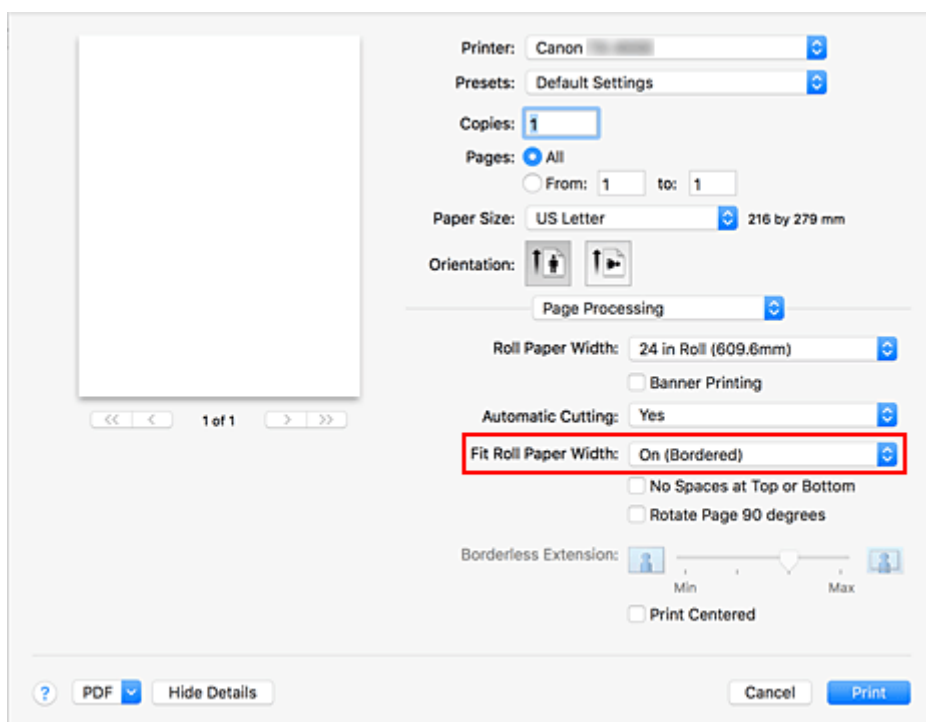 Printer: Canon
Presets: Default Settings
Copies: 1
Pages: All
From: 1 to: 1
Paper Size: US Letter 216 by 279 mm
Orientation:
Page Processing
Roll Paper Width: 24 in Roll (609.6mm)
Banner Printing
<< < 1 of 1 > >>
Automatic Cutting: Yes
Fit Roll Paper Width: On (Bordered)
No Spaces at Top or Bottom
Rotate Page 90 degrees
Borderless Extension:
Min Max
Print Centered
? PDF Hide Details Cancel Print